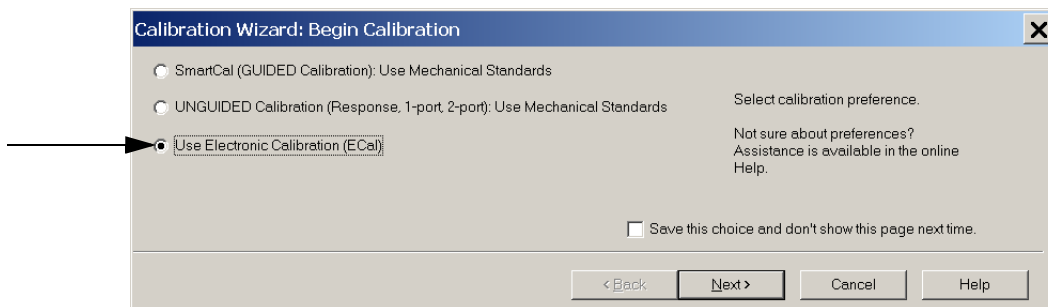 Calibration Wizard: Begin Calibration
SmartCal (GUIDED Calibration): Use Mechanical Standards
UNGUIDED Calibration (Response, 1-port, 2-port): Use Mechanical Standards
Use Electronic Calibration (ECal)
Select calibration preference.
Not sure about preferences?
Assistance is available in the online
Help.
Save this choice and don't show this page next time.
< Back
Next >
Cancel
Help